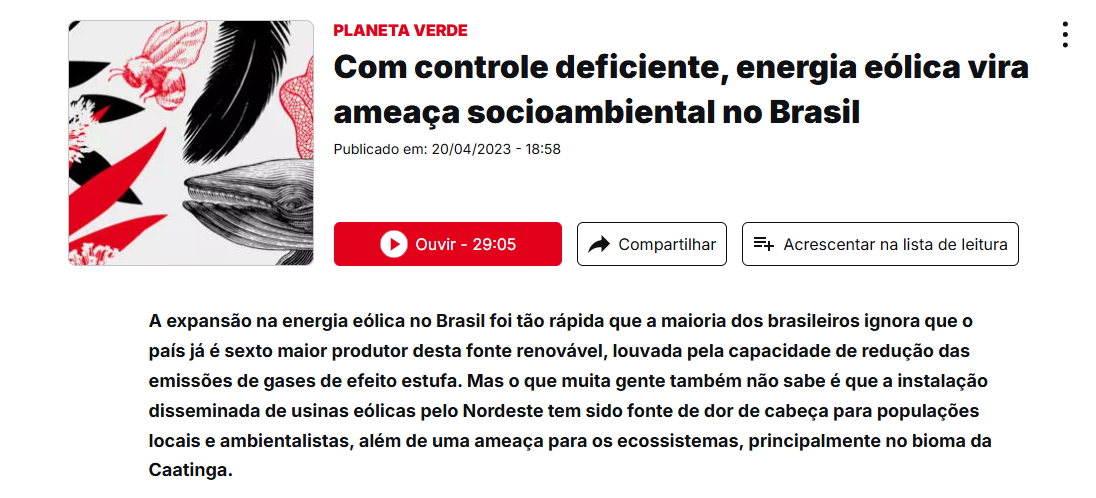 PLANETA VERDE
Com controle deficiente, energia eólica vira
ameaça socioambiental no Brasil
Publicado em: 20/04/2023 - 18:58
Ouvir - 29:05
Compartilhar
Acrescentar na lista de leitura
A expansão na energia eólica no Brasil foi tão rápida que a maioria dos brasileiros ignora que o
país já é sexto maior produtor desta fonte renovável, louvada pela capacidade de redução das
emissões de gases de efeito estufa. Mas o que muita gente também não sabe é que a instalação
disseminada de usinas eólicas pelo Nordeste tem sido fonte de dor de cabeça para populações
locais e ambientalistas, além de uma ameaça para os ecossistemas, principalmente no bioma da
Caatinga.